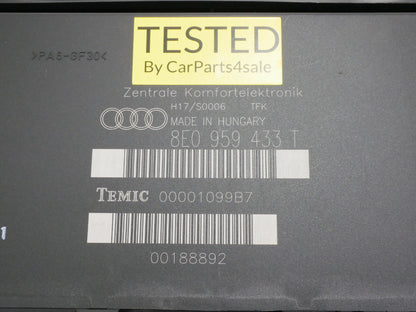 TESTED
By CarParts4sale
>PA6-GF30<
Zentrale Komfortelektronik
H17/S0006 TFK
MADE IN HUNGARY
8E0 959 433 T
TEMIC 00001099B7
1
00188892